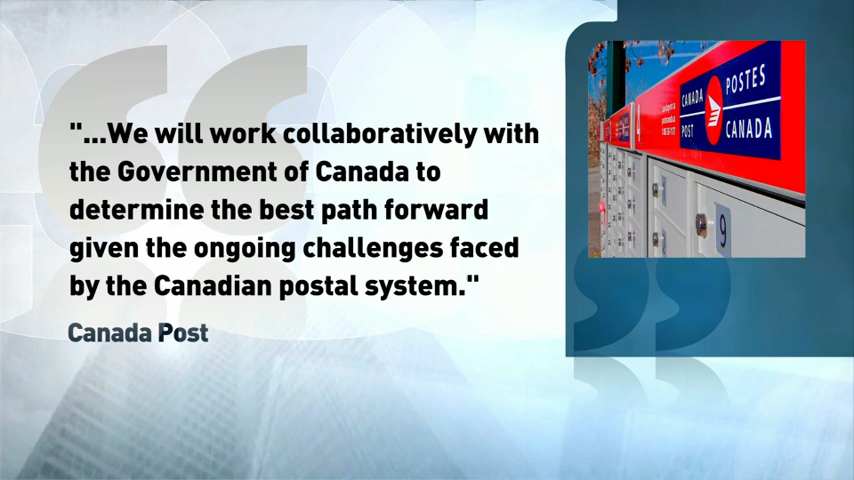 "...We will work collaboratively with
the Government of Canada to
determine the best path forward
given the ongoing challenges faced
by the Canadian postal system."
Canada Post
CANADA
POST
POSTES
CANADA
9